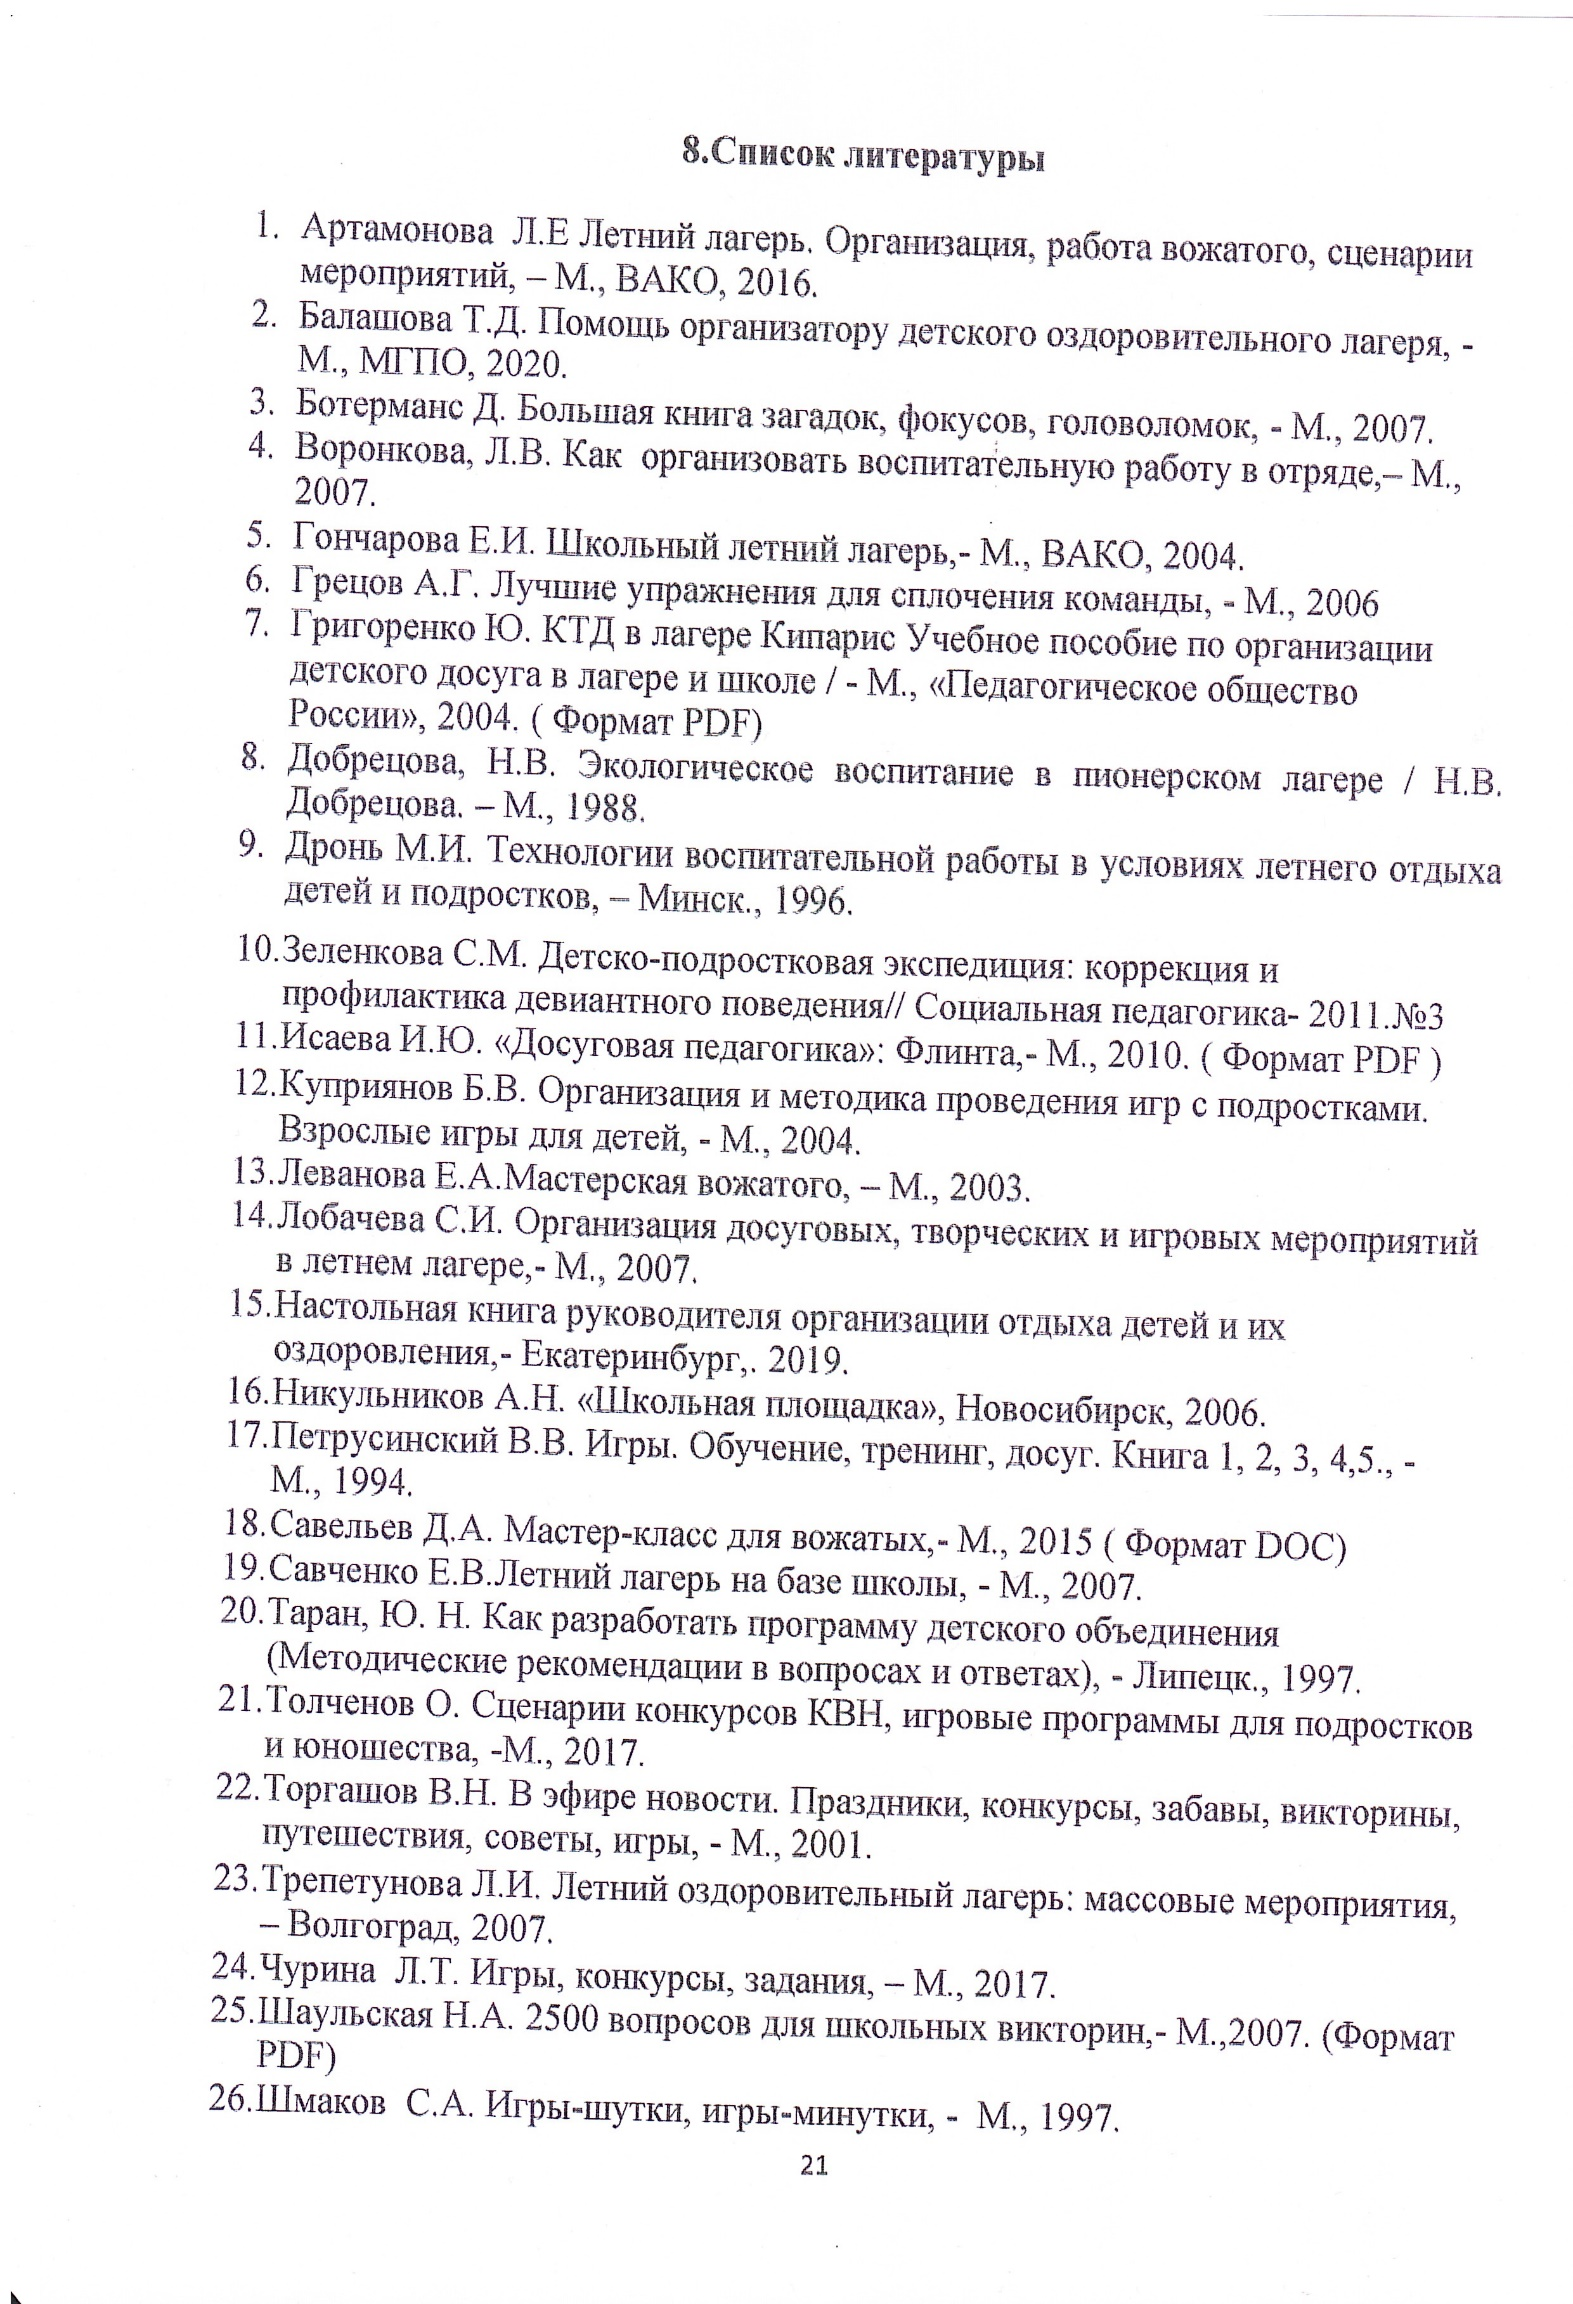 8.Список литературы
1. Артамонова Л.Е Летний лагерь. Организация, работа вожатого, сценарии
мероприятий, – М., ВАКО, 2016.
2. Балашова Т.Д. Помощь организатору детского оздоровительного лагеря, -
М., МГПО, 2020.
3. Ботерманс Д. Большая книга загадок, фокусов, головоломок, - М., 2007.
4. Воронкова, Л.В. Как организовать воспитательную работу в отряде,– М.,
2007.
5. Гончарова Е.И. Школьный летний лагерь,- М., ВАКО, 2004.
6. Грецов А.Г. Лучшие упражнения для сплочения команды, - М., 2006
7. Григоренко Ю. КТД в лагере Кипарис Учебное пособие по организации
детского досуга в лагере и школе / - М., «Педагогическое общество
России», 2004. ( Формат PDF)
8. Добрецова, Н.В. Экологическое воспитание в пионерском лагере / Н.В.
Добрецова. – М., 1988.
9. Дронь М.И. Технологии воспитательной работы в условиях летнего отдыха
детей и подростков, – Минск., 1996.
10.Зеленкова С.М. Детско-подростковая экспедиция: коррекция и
профилактика девиантного поведения// Социальная педагогика- 2011.№3
11.Исаева И.Ю. «Досуговая педагогика»: Флинта,- М., 2010. ( Формат PDF )
12.Куприянов Б.В. Организация и методика проведения игр с подростками.
Взрослые игры для детей, - М., 2004.
13.Леванова Е.А.Мастерская вожатого, – М., 2003.
14.Лобачева С.И. Организация досуговых, творческих и игровых мероприятий
в летнем лагере,- М., 2007.
15.Настольная книга руководителя организации отдыха детей и их
оздоровления,- Екатеринбург,. 2019.
16.Никульников А.Н. «Школьная площадка», Новосибирск, 2006.
17.Петрусинский В.В. Игры. Обучение, тренинг, досуг. Книга 1, 2, 3, 4,5., -
М., 1994.
18.Савельев Д.А. Мастер-класс для вожатых,- М., 2015 ( Формат DOC)
19.Савченко Е.В.Летний лагерь на базе школы, - М., 2007.
20.Таран, Ю. Н. Как разработать программу детского объединения
(Методические рекомендации в вопросах и ответах), - Липецк., 1997.
21.Толченов О. Сценарии конкурсов КВН, игровые программы для подростков
и юношества, -М., 2017.
22.Торгашов В.Н. В эфире новости. Праздники, конкурсы, забавы, викторины,
путешествия, советы, игры, - М., 2001.
23.Трепетунова Л.И. Летний оздоровительный лагерь: массовые мероприятия,
– Волгоград, 2007.
24.Чурина Л.Т. Игры, конкурсы, задания, – М., 2017.
25.Шаульская Н.А. 2500 вопросов для школьных викторин,- М.,2007. (Формат
PDF)
26.Шмаков С.А. Игры-шутки, игры-минутки, - М., 1997.
21